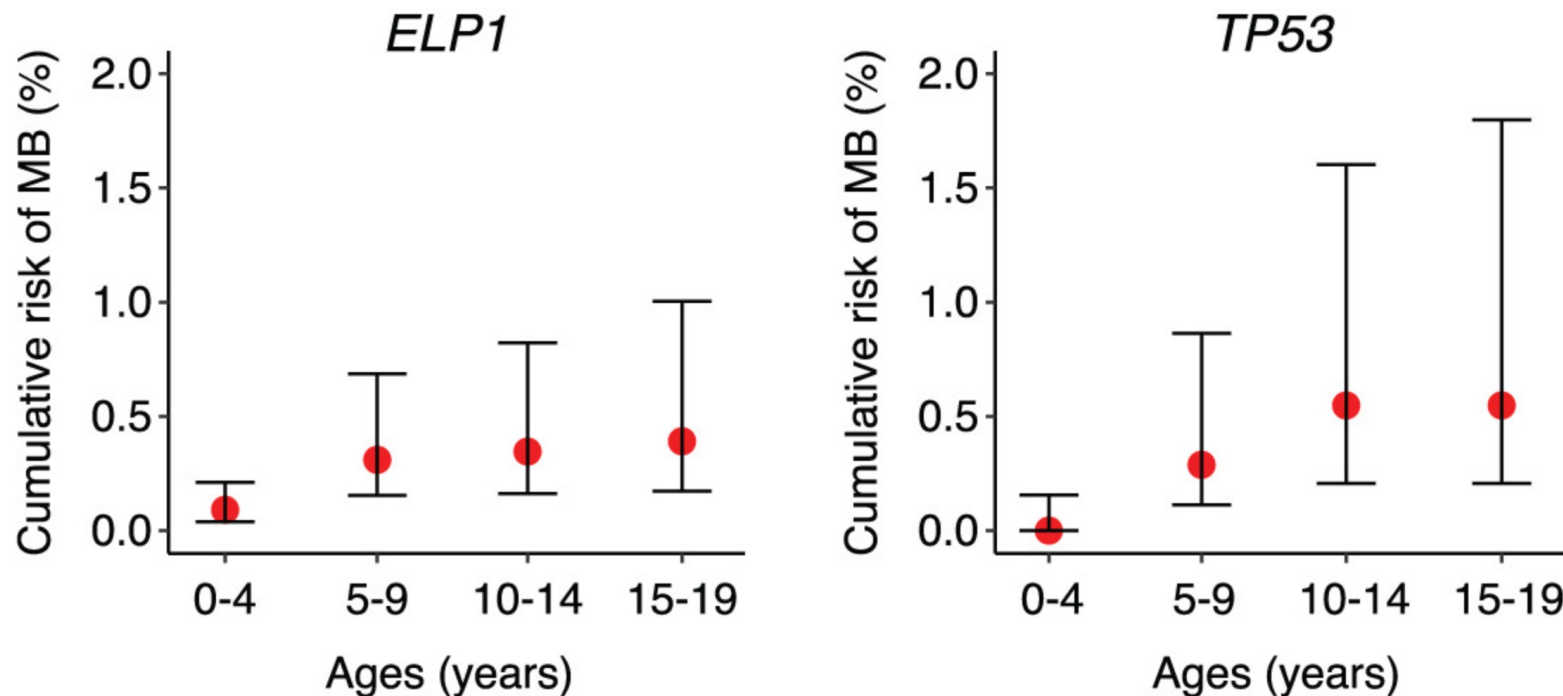 ELP1
Cumulative risk of MB (%)
2.0
1.5
1.0
0.5
0.0
0-4 5-9 10-14 15-19
Ages (years)
TP53
Cumulative risk of MB (%)
2.0
1.5
1.0
0.5
0.0
0-4 5-9 10-14 15-19
Ages (years)